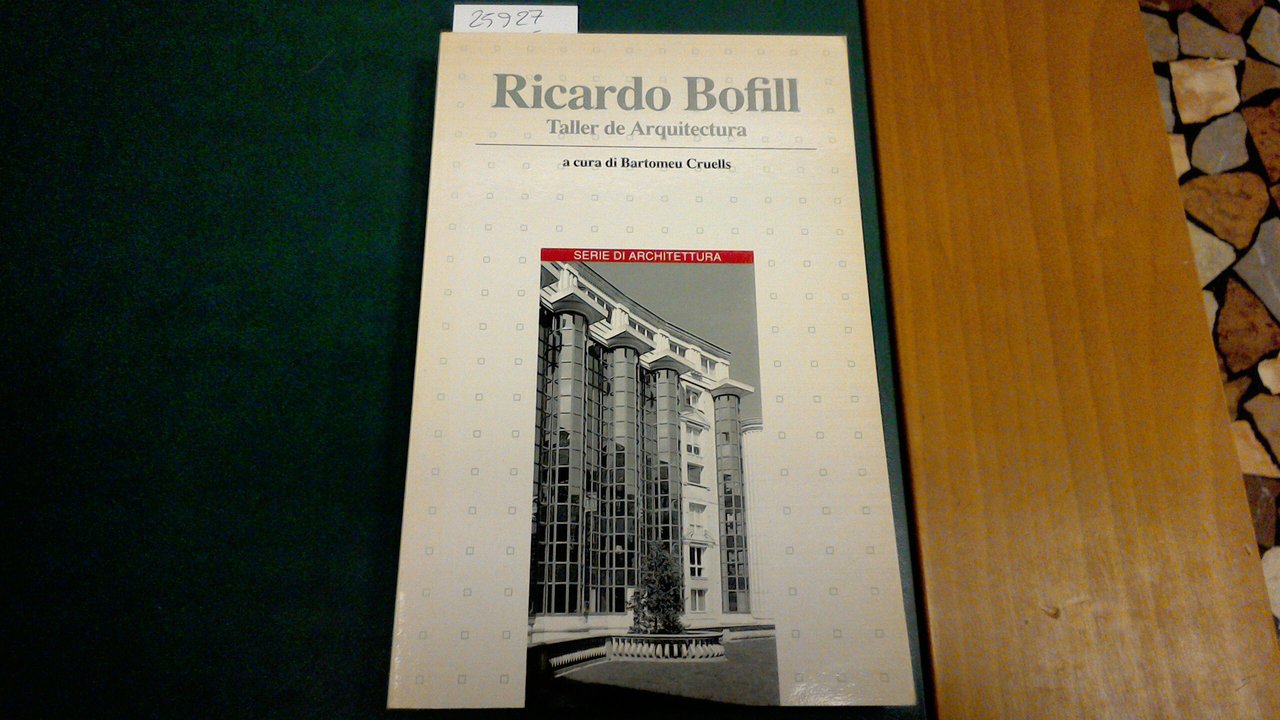 25927
Ricardo Bofill
Taller de Arquitectura
a cura di Bartomeu Cruells
SERIE DI ARCHITETTURA